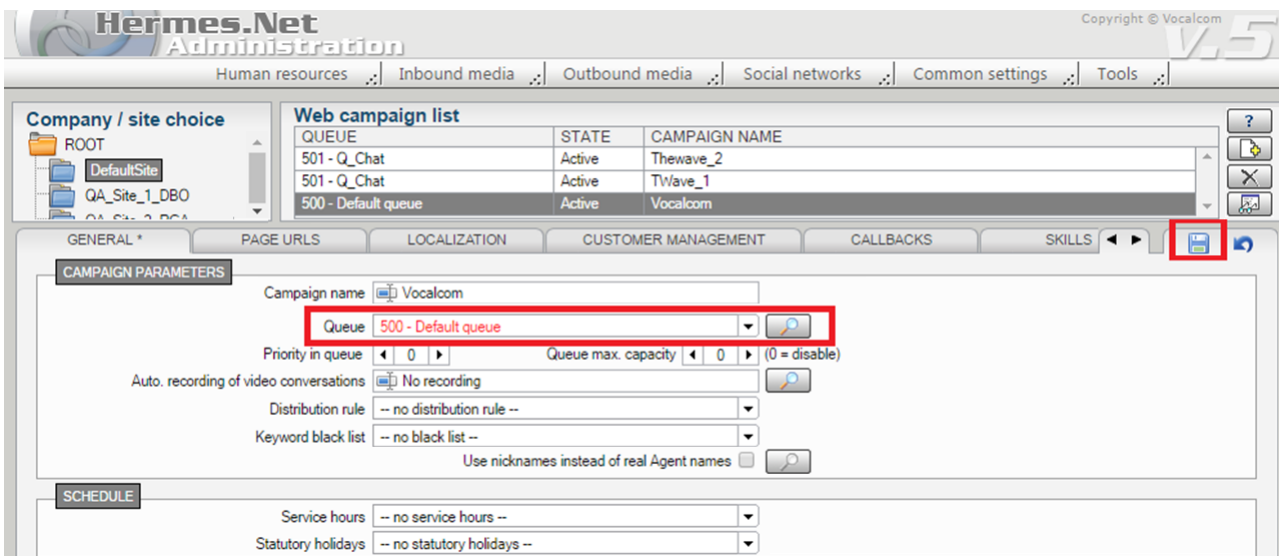 Hermes.Net
Administration
Copyright © Vocalcom
V.5
Human resources Inbound media Outbound media Social networks Common settings Tools
Company / site choice
ROOT
DefaultSite
QA_Site_1_DBO
Web campaign list
QUEUE STATE CAMPAIGN NAME
501 - Q_Chat Active Thewave_2
501 - Q_Chat Active TWave_1
500 - Default queue Active Vocalcom
?
GENERAL * PAGE URLS LOCALIZATION CUSTOMER MANAGEMENT CALLBACKS SKILLS
CAMPAIGN PARAMETERS
Campaign name Vocalcom
Queue 500 - Default queue
Priority in queue 0 Queue max. capacity 0 (0 = disable)
Auto. recording of video conversations No recording
Distribution rule -- no distribution rule --
Keyword black list -- no black list --
Use nicknames instead of real Agent names
SCHEDULE
Service hours -- no service hours --
Statutory holidays -- no statutory holidays --